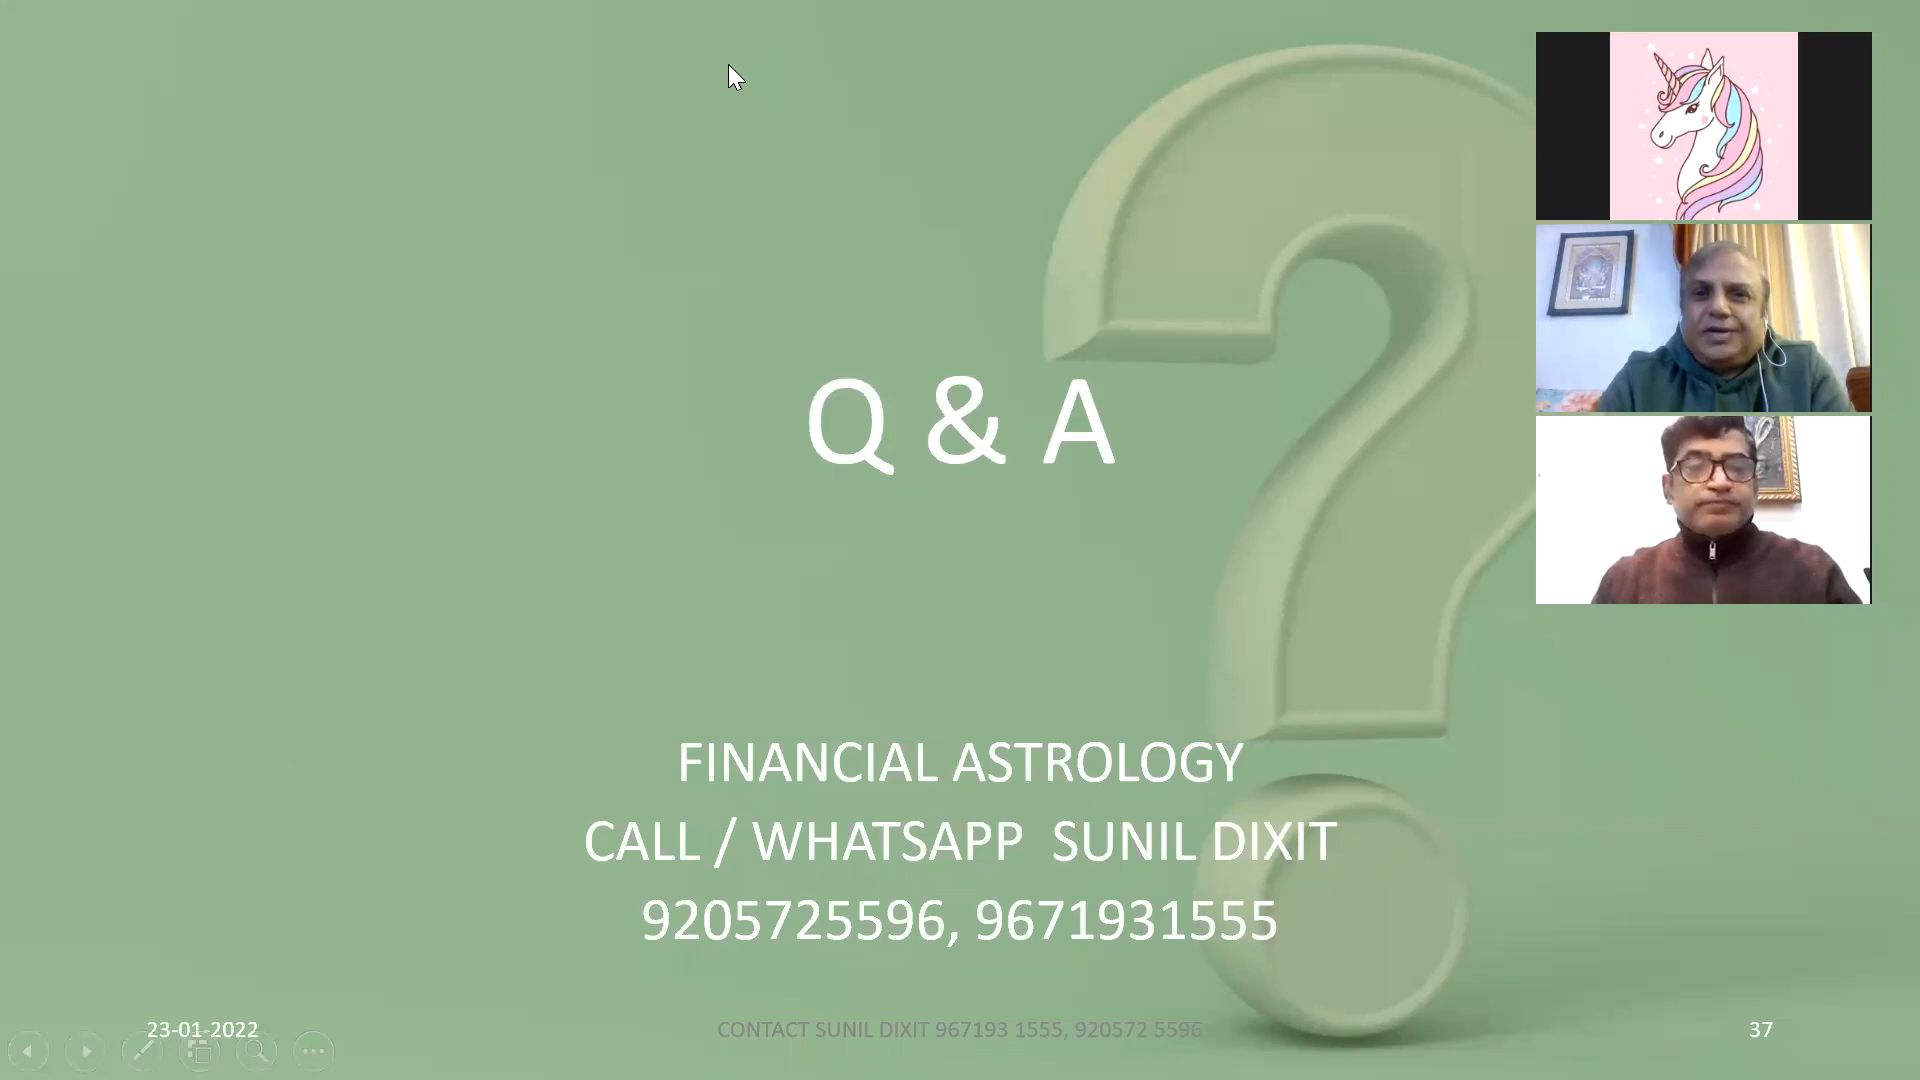 Q & A
FINANCIAL ASTROLOGY
CALL / WHATSAPP  SUNIL DIXIT
9205725596, 9671931555
23-01-2022
CONTACT SUNIL DIXIT 967193 1555, 920572 5596
37